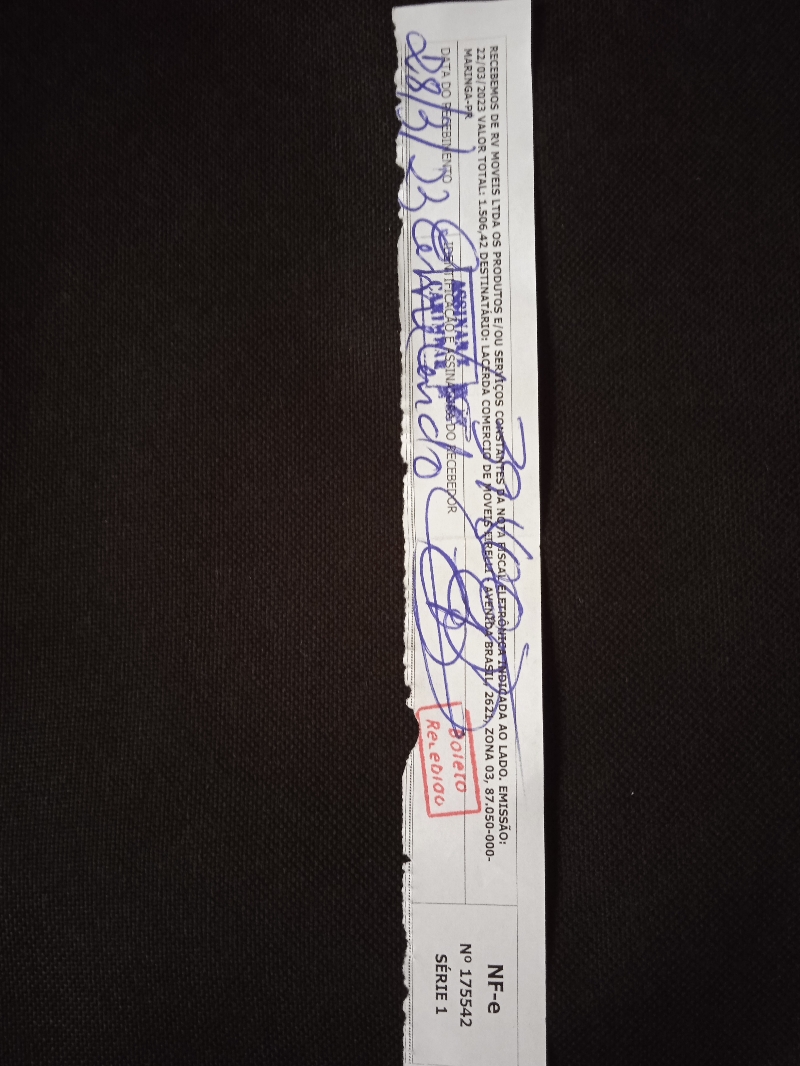 RECEBEMOS DE RV MOVEIS LTDA OS PRODUTOS E/OU SERVIÇOS CONSTANTES DA NOTA FISCAL ELETRÔNICA INDICADA AO LADO. EMISSÃO:
22/03/2023 VALOR TOTAL: 1.506,42 DESTINATÁRIO: LACERDA COMERCIO DE MOVEIS EIRELI - AVENIDA BRASIL, 2621, ZONA 03, 87.050-000-
MARINGA-PR
DATA DO RECEBIMENTO
IDENTIFICAÇÃO E ASSINATURA DO RECEBEDOR
28/3/23
ASSINAR E
CARIMBAR
Boleto
Recebido
NF-e
Nº 175542
SÉRIE 1